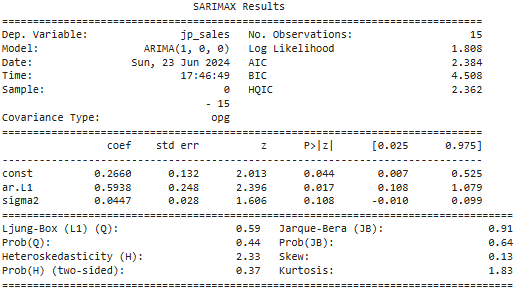 SARIMAX Results
==============================================================================
Dep. Variable:               jp_sales   No. Observations:                   15
Model:                 ARIMA(1, 0, 0)   Log Likelihood                   1.808
Date:                Sun, 23 Jun 2024   AIC                              2.384
Time:                        17:46:49   BIC                              4.508
Sample:                             0   HQIC                             2.362
                                 - 15
Covariance Type:                  opg
==============================================================================
                 coef    std err          z      P>|z|      [0.025      0.975]
------------------------------------------------------------------------------
const          0.2660      0.132      2.013      0.044       0.007       0.525
ar.L1          0.5938      0.248      2.396      0.017       0.108       1.079
sigma2         0.0447      0.028      1.606      0.108      -0.010       0.099
===================================================================================
Ljung-Box (L1) (Q):                   0.59   Jarque-Bera (JB):                 0.91
Prob(Q):                              0.44   Prob(JB):                         0.64
Heteroskedasticity (H):               2.33   Skew:                             0.13
Prob(H) (two-sided):                  0.37   Kurtosis:                         1.83
===================================================================================